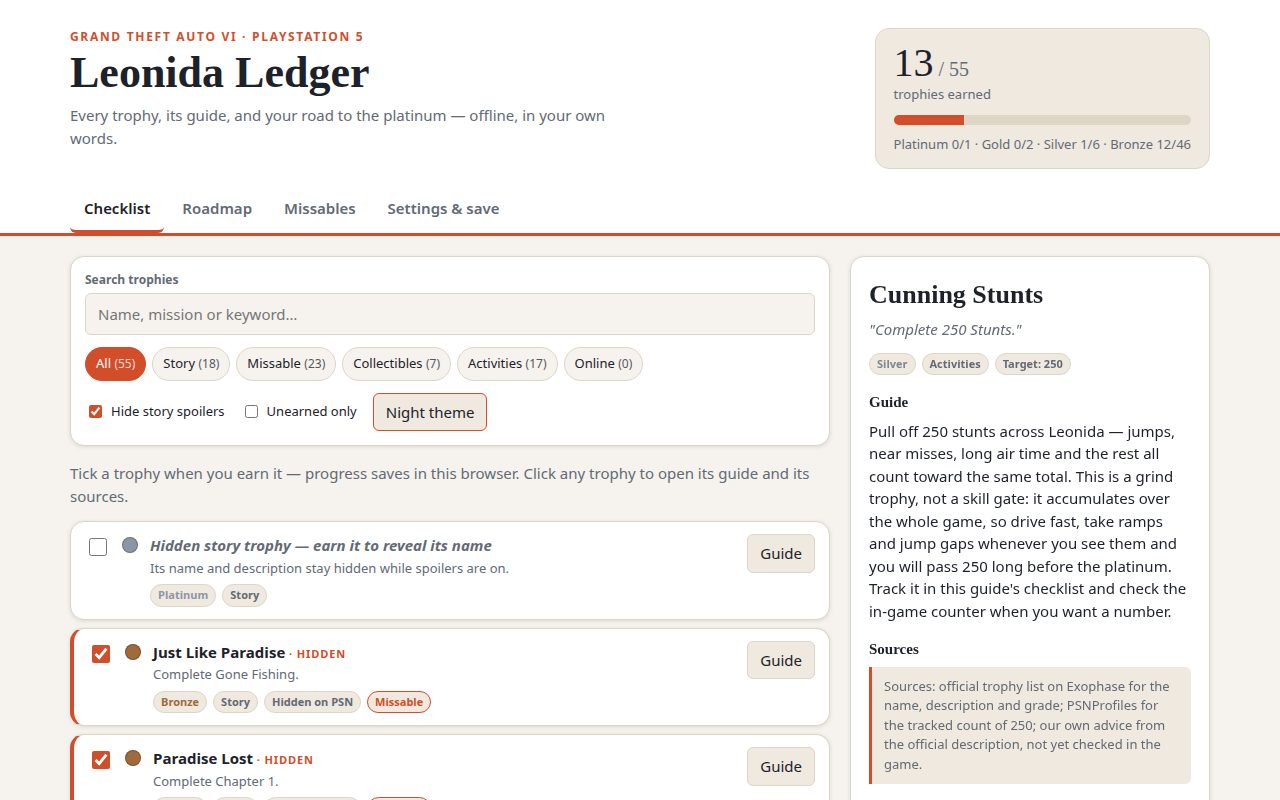 GRAND THEFT AUTO VI · PLAYSTATION 5
Leonida Ledger
Every trophy, its guide, and your road to the platinum — offline, in your own
words.
13 / 55
trophies earned
Platinum 0/1 · Gold 0/2 · Silver 1/6 · Bronze 12/46
Checklist
Roadmap
Missables
Settings & save
Search trophies
Name, mission or keyword...
All (55)
Story (18)
Missable (23)
Collectibles (7)
Activities (17)
Online (0)
Hide story spoilers
Unearned only
Night theme
Tick a trophy when you earn it — progress saves in this browser. Click any trophy to open its guide and its
sources.
Hidden story trophy — earn it to reveal its name
Its name and description stay hidden while spoilers are on.
Platinum
Story
Guide
Just Like Paradise · HIDDEN
Complete Gone Fishing.
Bronze
Story
Hidden on PSN
Missable
Guide
Paradise Lost · HIDDEN
Complete Chapter 1.
Guide
Cunning Stunts
"Complete 250 Stunts."
Silver
Activities
Target: 250
Guide
Pull off 250 stunts across Leonida — jumps,
near misses, long air time and the rest all
count toward the same total. This is a grind
trophy, not a skill gate: it accumulates over
the whole game, so drive fast, take ramps
and jump gaps whenever you see them and
you will pass 250 long before the platinum.
Track it in this guide's checklist and check the
in-game counter when you want a number.
Sources
Sources: official trophy list on Exophase for the
name, description and grade; PSNProfiles for
the tracked count of 250; our own advice from
the official description, not yet checked in the
game.